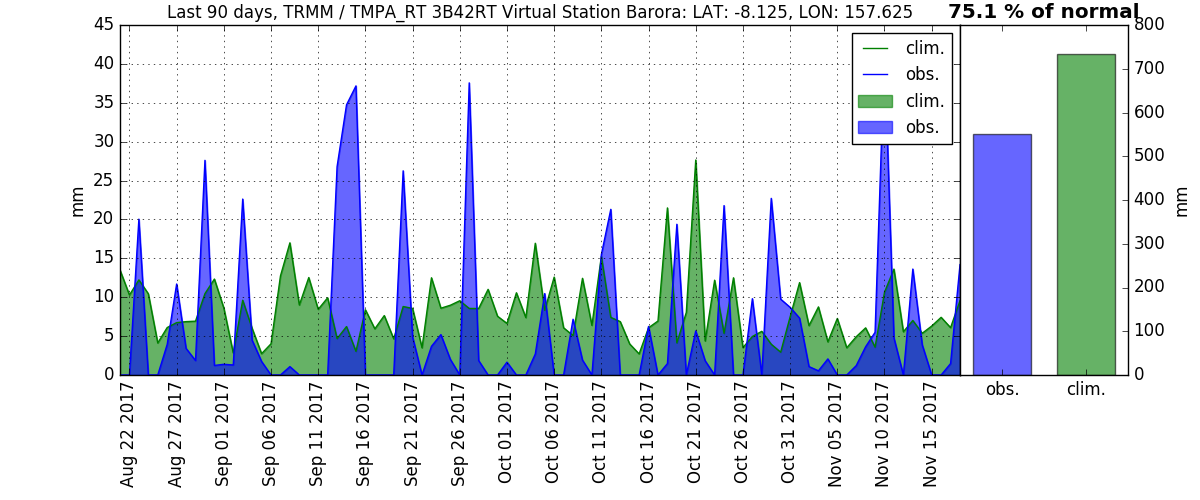 Last 90 days, TRMM / TMPA_RT 3B42RT Virtual Station Barora: LAT: -8.125, LON: 157.625
75.1 % of normal
45
40
35
30
25
20
15
10
5
0
mm
clim.
obs.
clim.
obs.
800
700
600
500
400
300
200
100
0
mm
Aug 22 2017
Aug 27 2017
Sep 01 2017
Sep 06 2017
Sep 11 2017
Sep 16 2017
Sep 21 2017
Sep 26 2017
Oct 01 2017
Oct 06 2017
Oct 11 2017
Oct 16 2017
Oct 21 2017
Oct 26 2017
Oct 31 2017
Nov 05 2017
Nov 10 2017
Nov 15 2017
obs.
clim.